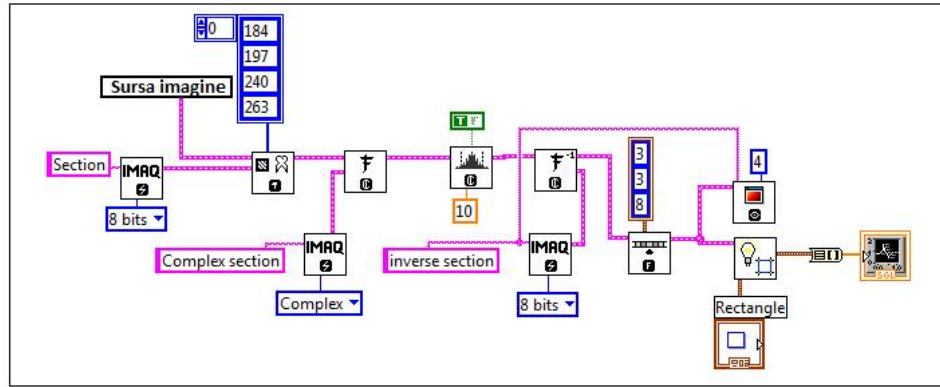 0
184
197
240
263
Sursa imagine
Section
IMAQ
8 bits
T
10
-1
3
3
8
4
Complex section
IMAQ
Complex
inverse section
IMAQ
8 bits
F
Rectangle
SGL